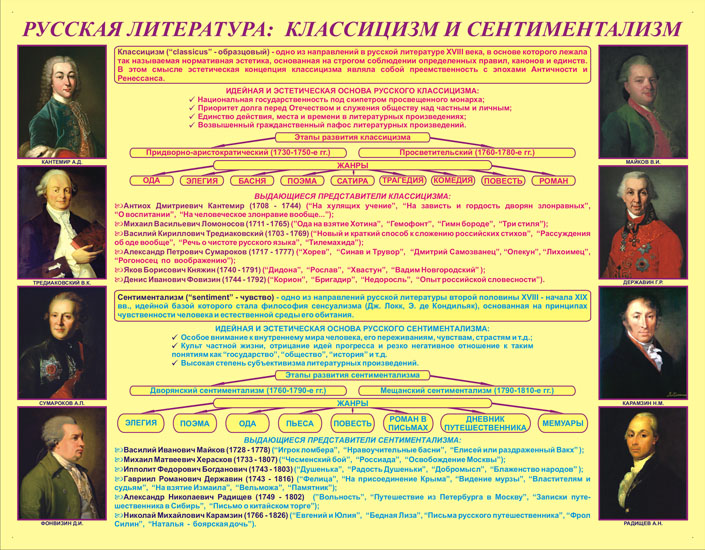 РУССКАЯ ЛИТЕРАТУРА: КЛАССИЦИЗМ И СЕНТИМЕНТАЛИЗМ
Классицизм ("classicus" - образцовый) - одно из направлений в русской литературе XVIII века, в основе которого лежала
так называемая нормативная эстетика, основанная на строгом соблюдении определенных правил, канонов и единств.
В этом смысле эстетическая концепция классицизма являла собой преемственность с эпохами Античности и
Ренессанса.
ИДЕЙНАЯ И ЭСТЕТИЧЕСКАЯ ОСНОВА РУССКОГО КЛАССИЦИЗМА:
✓ Национальная государственность под скипетром просвещенного монарха;
✓ Приоритет долга перед Отечеством и служения обществу над частным и личным;
✓ Единство действия, места и времени в литературных произведениях;
✓ Возвышенный гражданственный пафос литературных произведений.
Этапы развития классицизма
Придворно-аристократический (1730-1750-е гг.)
Просветительский (1760-1780-е гг.)
ЖАНРЫ
ОДА ЭЛЕГИЯ БАСНЯ ПОЭМА САТИРА ТРАГЕДИЯ КОМЕДИЯ ПОВЕСТЬ РОМАН
КАНТЕМИР А.Д.
МАЙКОВ В.И.
ВЫДАЮЩИЕСЯ ПРЕДСТАВИТЕЛИ КЛАССИЦИЗМА:
Антиох Дмитриевич Кантемир (1708 - 1744) ("На хулящих учение", "На зависть и гордость дворян злонравных",
"О воспитании", "На человеческое злонравие вообще...");
Михаил Васильевич Ломоносов (1711 - 1765) ("Ода на взятие Хотина", "Гемофонт", "Гимн бороде", "Три стиля");
Василий Кириллович Тредиаковский (1703 - 1769) ("Новый и краткий способ к сложению российских стихов", "Рассуждения
об оде вообще", "Речь о чистоте русского языка", "Тилемахида");
Александр Петрович Сумароков (1717 - 1777) ("Хорев", "Синав и Трувор", "Дмитрий Самозванец", "Опекун", "Лихоимец",
"Рогоносец по воображению");
Яков Борисович Княжин (1740 - 1791) ("Дидона", "Рослав", "Хвастун", "Вадим Новгородский");
Денис Иванович Фовизин (1744 - 1792) ("Корион", "Бригадир", "Недоросль", "Опыт российской словесности").
ТРЕДИАКОВСКИЙ В.К.
ДЕРЖАВИН Г.Р.
Сентиментализм ("sentiment" - чувство) - одно из направлений русской литературы второй половины XVIII - начала XIX
вв., идейной базой которого стала философия сенсуализма (Дж. Локк, Э. де Кондильяк), основанная на принципах
чувственности человека и естественной среды его обитания.
ИДЕЙНАЯ И ЭСТЕТИЧЕСКАЯ ОСНОВА РУССКОГО СЕНТИМЕНТАЛИЗМА:
✓ Особое внимание к внутреннему мира человека, его переживаниям, чувствам, страстям и т.д.;
✓ Культ частной жизни, отрицание идей прогресса и резко негативное отношение к таким
понятиям как "государство", "общество", "история" и т.д.
✓ Высокая степень субъективизма литературных произведений.
Этапы развития сентиментализма
Дворянский сентиментализм (1760-1790-е гг.)
Мещанский сентиментализм (1790-1810-е гг.)
ЖАНРЫ
СУМАРОКОВ А.П.
КАРАМЗИН Н.М.
ЭЛЕГИЯ ПОЭМА ОДА ПЬЕСА ПОВЕСТЬ РОМАН В ПИСЬМАХ ДНЕВНИК ПУТЕШЕСТВЕННИКА МЕМУАРЫ
ВЫДАЮЩИЕСЯ ПРЕДСТАВИТЕЛИ СЕНТИМЕНТАЛИЗМА:
Василий Иванович Майков (1728 - 1778) ("Игрок ломбера", "Нравоучительные басни", "Елисей или раздраженный Вакх");
Михаил Матвеевич Херасков (1733 - 1807) ("Чесменский бой", "Россиада", "Освобождение Москвы");
Ипполит Федорович Богданович (1743 - 1803) ("Душенька", "Радость Душеньки", "Добромысл", "Блаженство народов");
Гавриил Романович Державин (1743 - 1816) ("Фелица", "На присоединение Крыма", "Видение мурзы", "Властителям и
судьям", "На взятие Измаила", "Вельможа", "Памятник");
Александр Николаевич Радищев (1749 - 1802) ("Вольность", "Путешествие из Петербурга в Москву", "Записки путе-
шественника в Сибирь", "Письмо о китайском торге");
Николай Михайлович Карамзин (1766 - 1826) ("Евгений и Юлия", "Бедная Лиза", "Письма русского путешественника", "Фрол
Силин", "Наталья - боярская дочь").
ФОНВИЗИН Д.И.
РАДИЩЕВ А.Н.